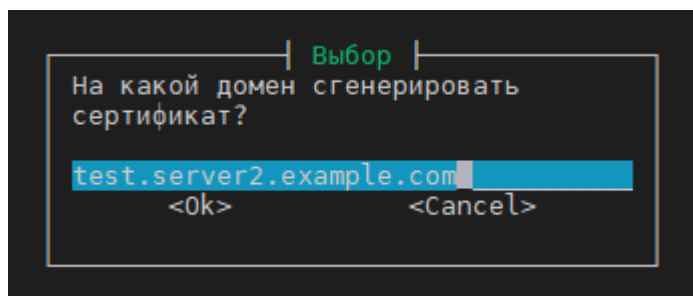 Выбор
На какой домен сгенерировать
сертификат?
test.server2.example.com
<Ok> <Cancel>